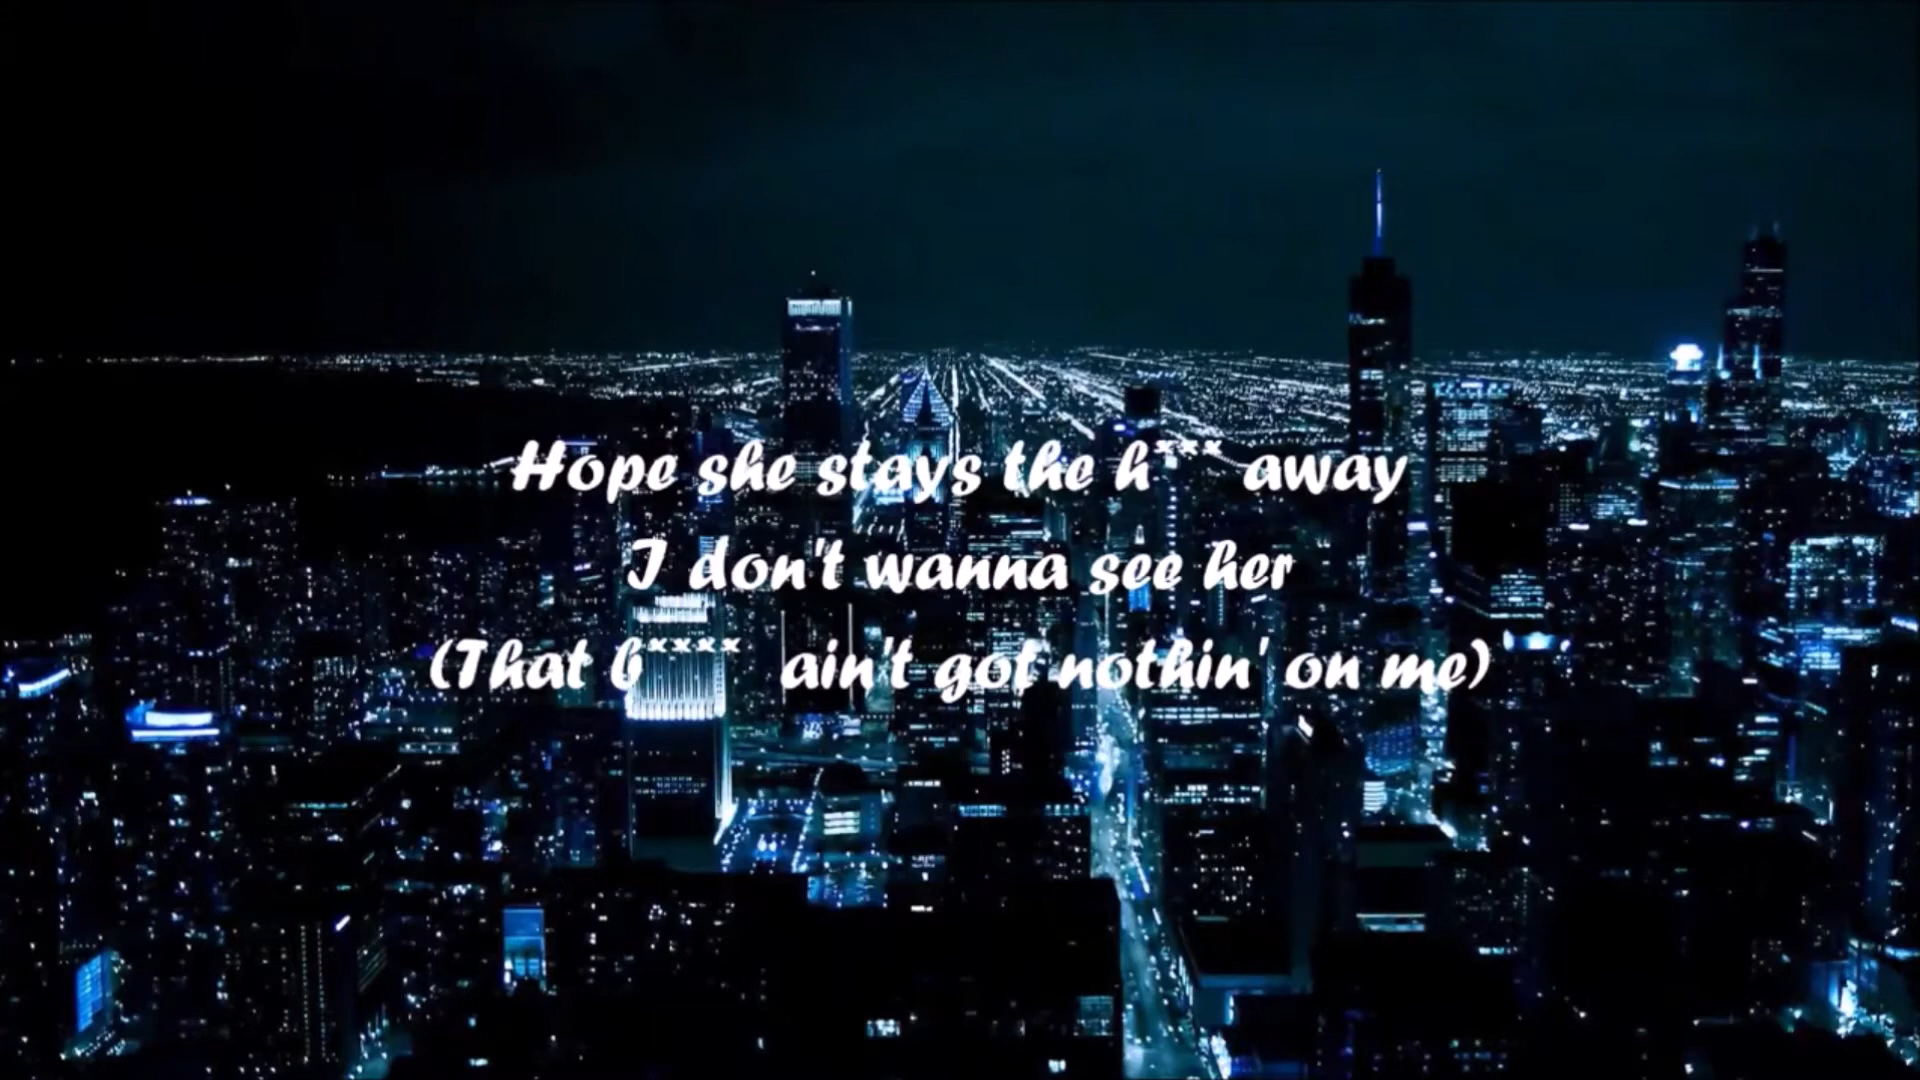 Hope she stays the h*** away
I don't wanna see her
(That b**** ain't got nothin' on me)